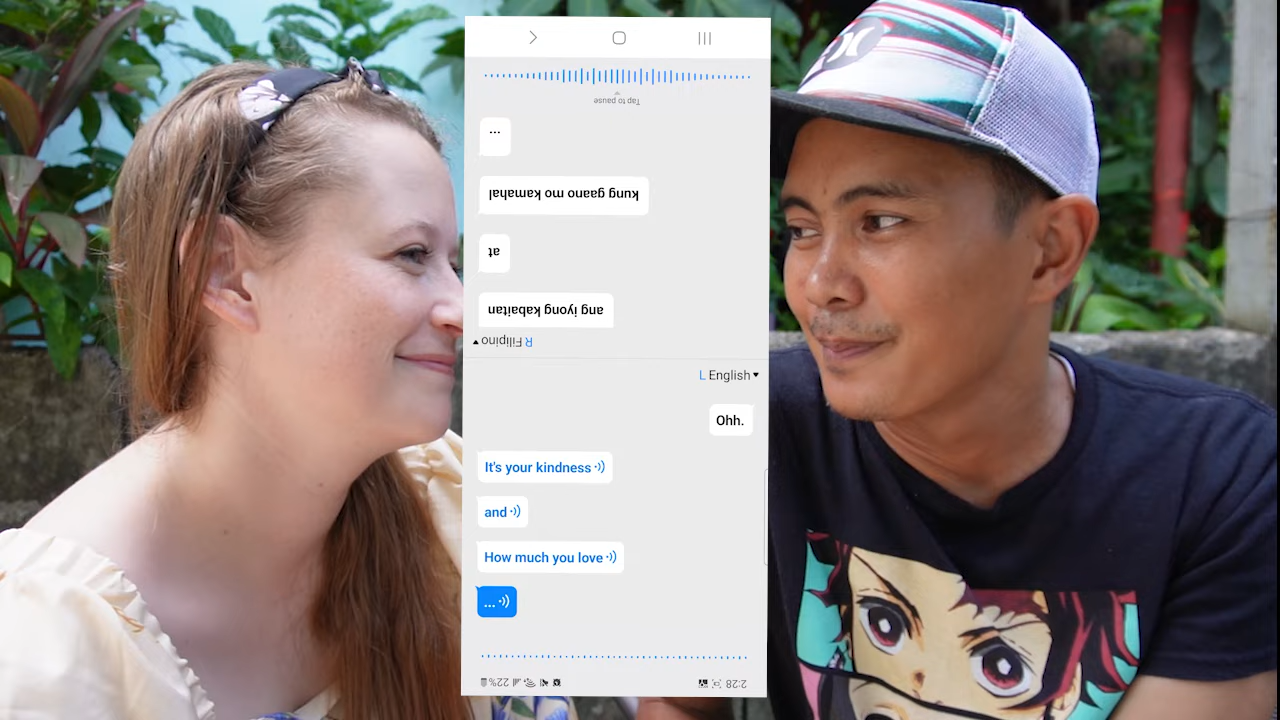 R Filipino
ang iyong kabaitan
at
kung gaano mo kamahal
...
Tap to pause
L English
Ohh.
It's your kindness
and
How much you love
...
2:28 22%